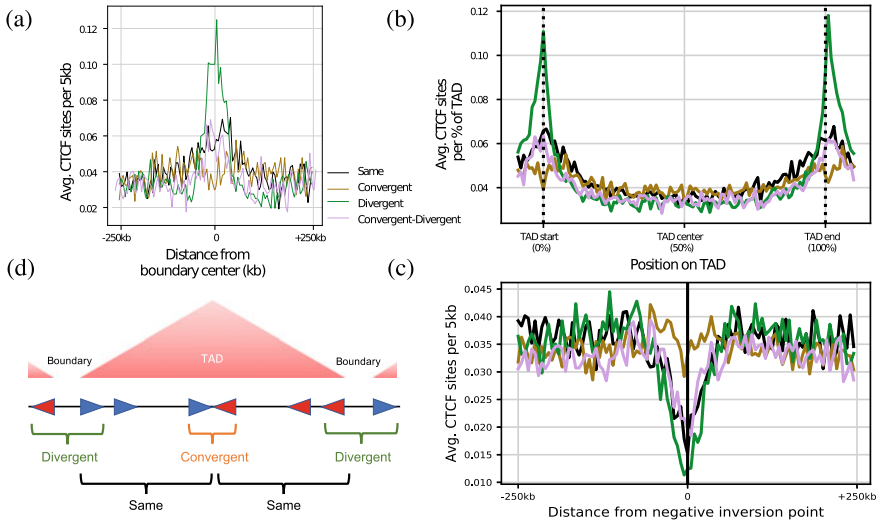 (a)
0.12
0.10
0.08
0.06
0.04
0.02
Avg. CTCF sites per 5kb
-250kb
0
+250kb
Distance from
boundary center (kb)
Same
Convergent
Divergent
Convergent-Divergent
(b)
0.12
0.10
0.08
0.06
0.04
Avg. CTCF sites
per % of TAD
TAD start
(0%)
TAD center
(50%)
TAD end
(100%)
Position on TAD
(d)
Boundary
TAD
Boundary
Divergent
Convergent
Divergent
Same
Same
(c)
0.045
0.040
0.035
0.030
0.025
0.020
0.015
0.010
Avg. CTCF sites per 5kb
-250kb
0
+250kb
Distance from negative inversion point